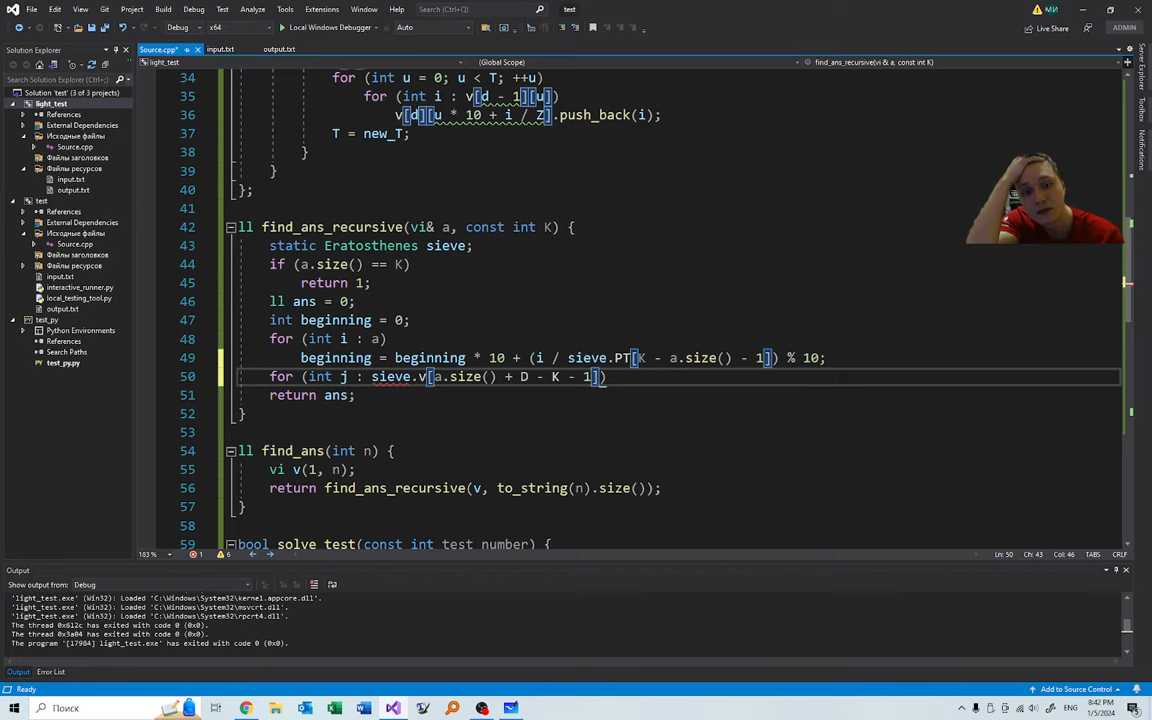 File Edit View Git Project Build Debug Test Analyze Tools Extensions Window Help Search (Ctrl+Q) test МИ
Debug x64 Local Windows Debugger Auto Live Share ADMIN
Solution Explorer
Source.cpp* input.txt output.txt
light_test (Global Scope) find_ans_recursive(vi& a, const int K)
Search Solution Explorer (Ctrl+;)
Solution 'test' (3 of 3 projects)
light_test
References
External Dependencies
Исходные файлы
Source.cpp
Файлы заголовков
Файлы ресурсов
input.txt
output.txt
test
References
External Dependencies
Исходные файлы
Source.cpp
Файлы заголовков
Файлы ресурсов
input.txt
interactive_runner.py
local_testing_tool.py
output.txt
test_py
Python Environments
References
Search Paths
test_py.py
34 for (int u = 0; u < T; ++u)
35 for (int i : v[d - 1][u])
36 v[d][u * 10 + i / Z].push_back(i);
37 T = new_T;
38 }
39 }
40 };
41
42 ll find_ans_recursive(vi& a, const int K) {
43 static Eratosthenes sieve;
44 if (a.size() == K)
45 return 1;
46 ll ans = 0;
47 int beginning = 0;
48 for (int i : a)
49 beginning = beginning * 10 + (i / sieve.PT[K - a.size() - 1]) % 10;
50 for (int j : sieve.v[a.size() + D - K - 1])
51 return ans;
52 }
53
54 ll find_ans(int n) {
55 vi v(1, n);
56 return find_ans_recursive(v, to_string(n).size());
57 }
58
59 bool solve_test(const int test_number) {
183 % 1 6 Ln: 50 Ch: 43 Col: 46 TABS CRLF
Server Explorer
Toolbox
Notifications
Output
Show output from: Debug
'light_test.exe' (Win32): Loaded 'C:\Windows\System32\kernel.appcore.dll'.
'light_test.exe' (Win32): Loaded 'C:\Windows\System32\msvcrt.dll'.
'light_test.exe' (Win32): Loaded 'C:\Windows\System32\rpcrt4.dll'.
The thread 0x612c has exited with code 0 (0x0).
The thread 0x3a04 has exited with code 0 (0x0).
The program '[17984] light_test.exe' has exited with code 0 (0x0).
Output Error List
Ready Add to Source Control
Поиск ENG 8:42 PM
1/5/2024